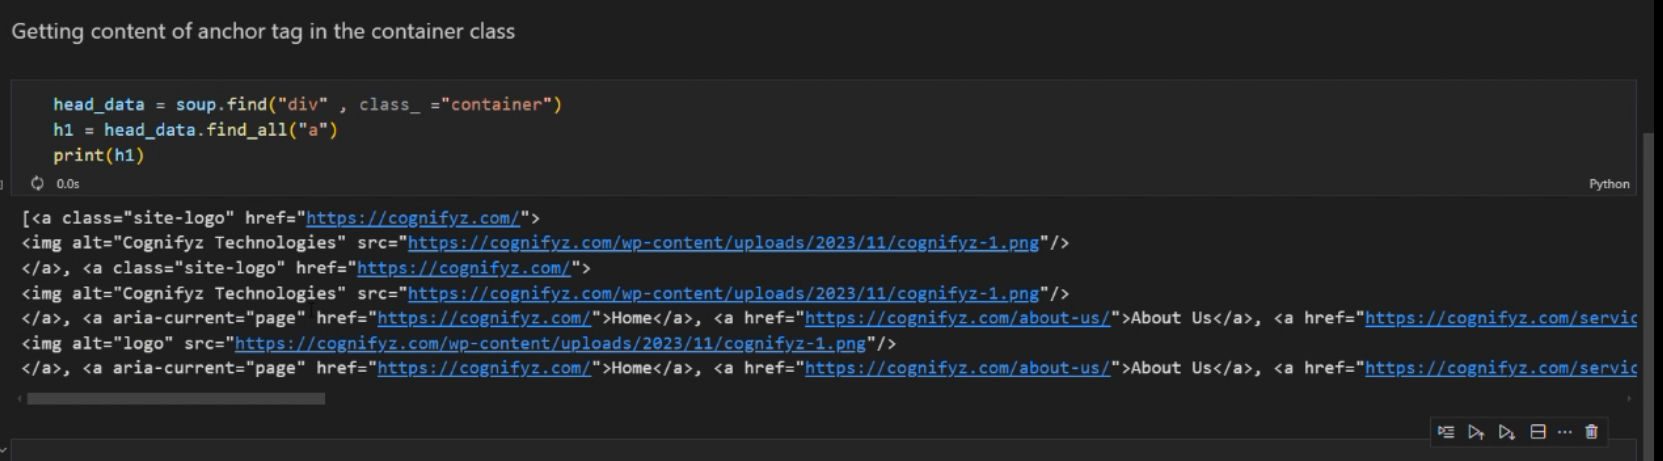 Getting content of anchor tag in the container class
head_data = soup.find("div" , class_ ="container")
h1 = head_data.find_all("a")
print(h1)
0.0s
Python
[<a class="site-logo" href="https://cognifyz.com/">
<img alt="Cognifyz Technologies" src="https://cognifyz.com/wp-content/uploads/2023/11/cognifyz-1.png"/>
</a>, <a class="site-logo" href="https://cognifyz.com/">
<img alt="Cognifyz Technologies" src="https://cognifyz.com/wp-content/uploads/2023/11/cognifyz-1.png"/>
</a>, <a aria-current="page" href="https://cognifyz.com/">Home</a>, <a href="https://cognifyz.com/about-us/">About Us</a>, <a href="https://cognifyz.com/servic
<img alt="logo" src="https://cognifyz.com/wp-content/uploads/2023/11/cognifyz-1.png"/>
</a>, <a aria-current="page" href="https://cognifyz.com/">Home</a>, <a href="https://cognifyz.com/about-us/">About Us</a>, <a href="https://cognifyz.com/servic